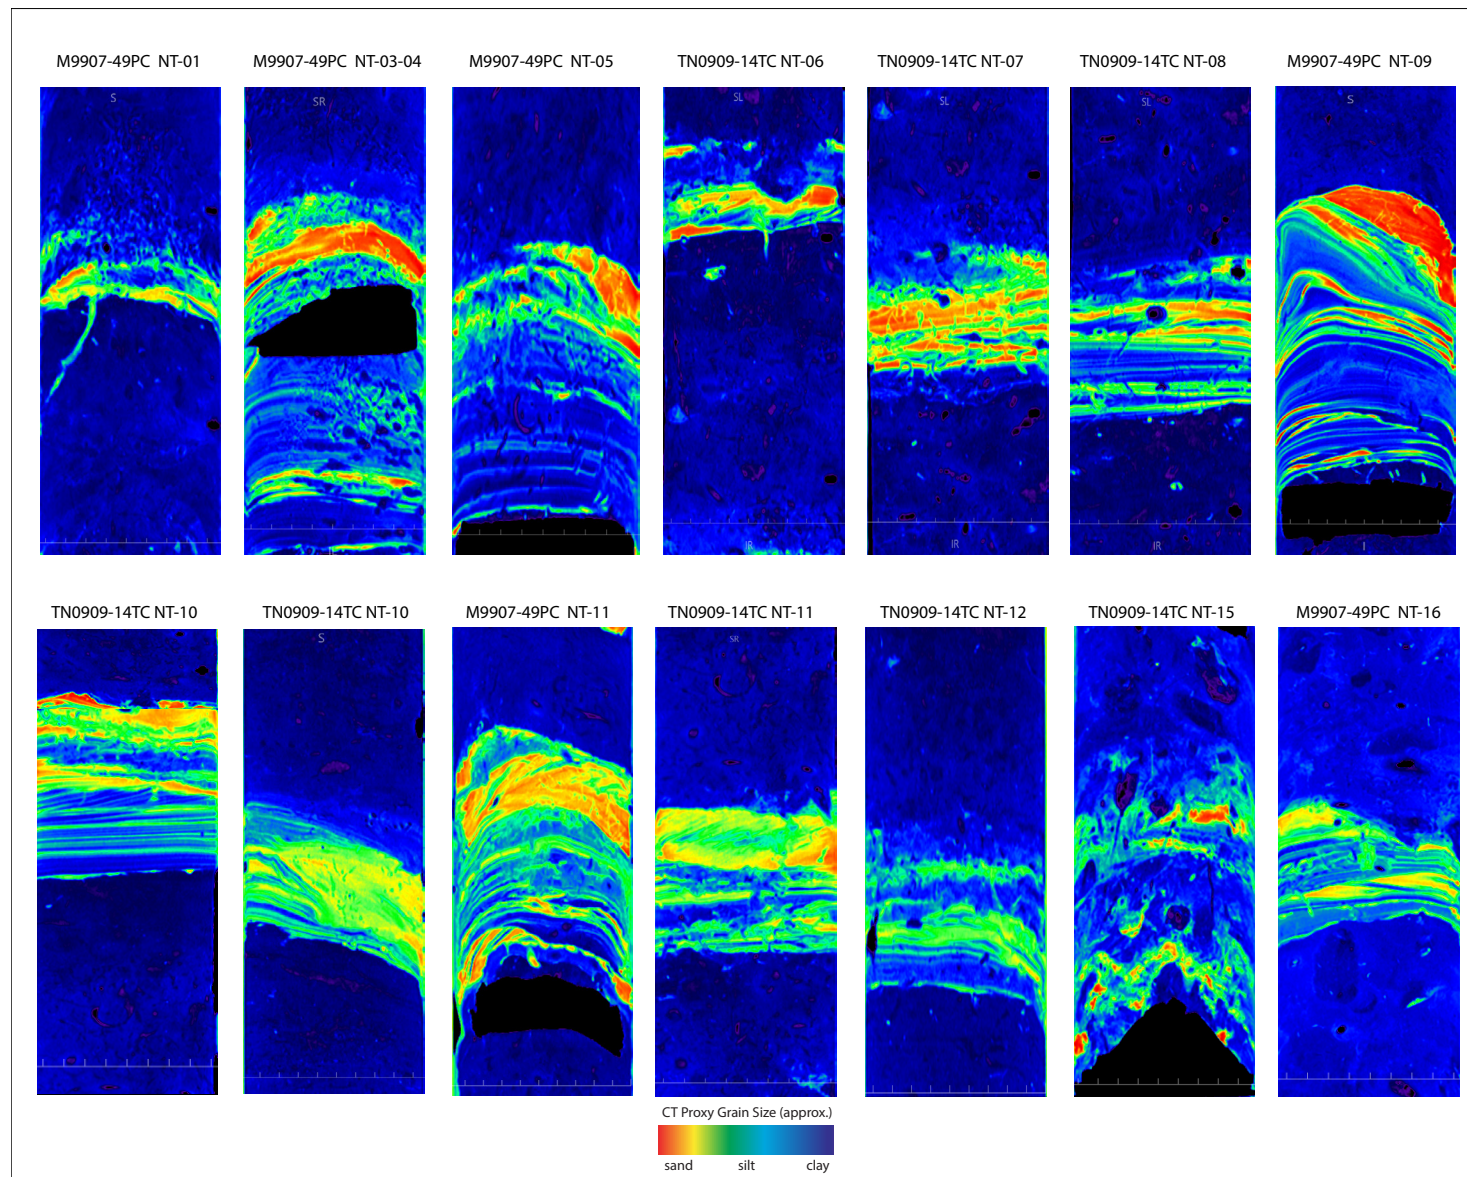 M9907-49PC NT-01
M9907-49PC NT-03-04
M9907-49PC NT-05
TN0909-14TC NT-06
TN0909-14TC NT-07
TN0909-14TC NT-08
M9907-49PC NT-09
S
SR
SL
SL
SL
S
IR
IR
IR
I
TN0909-14TC NT-10
TN0909-14TC NT-10
M9907-49PC NT-11
TN0909-14TC NT-11
TN0909-14TC NT-12
TN0909-14TC NT-15
M9907-49PC NT-16
S
SR
CT Proxy Grain Size (approx.)
sand silt clay